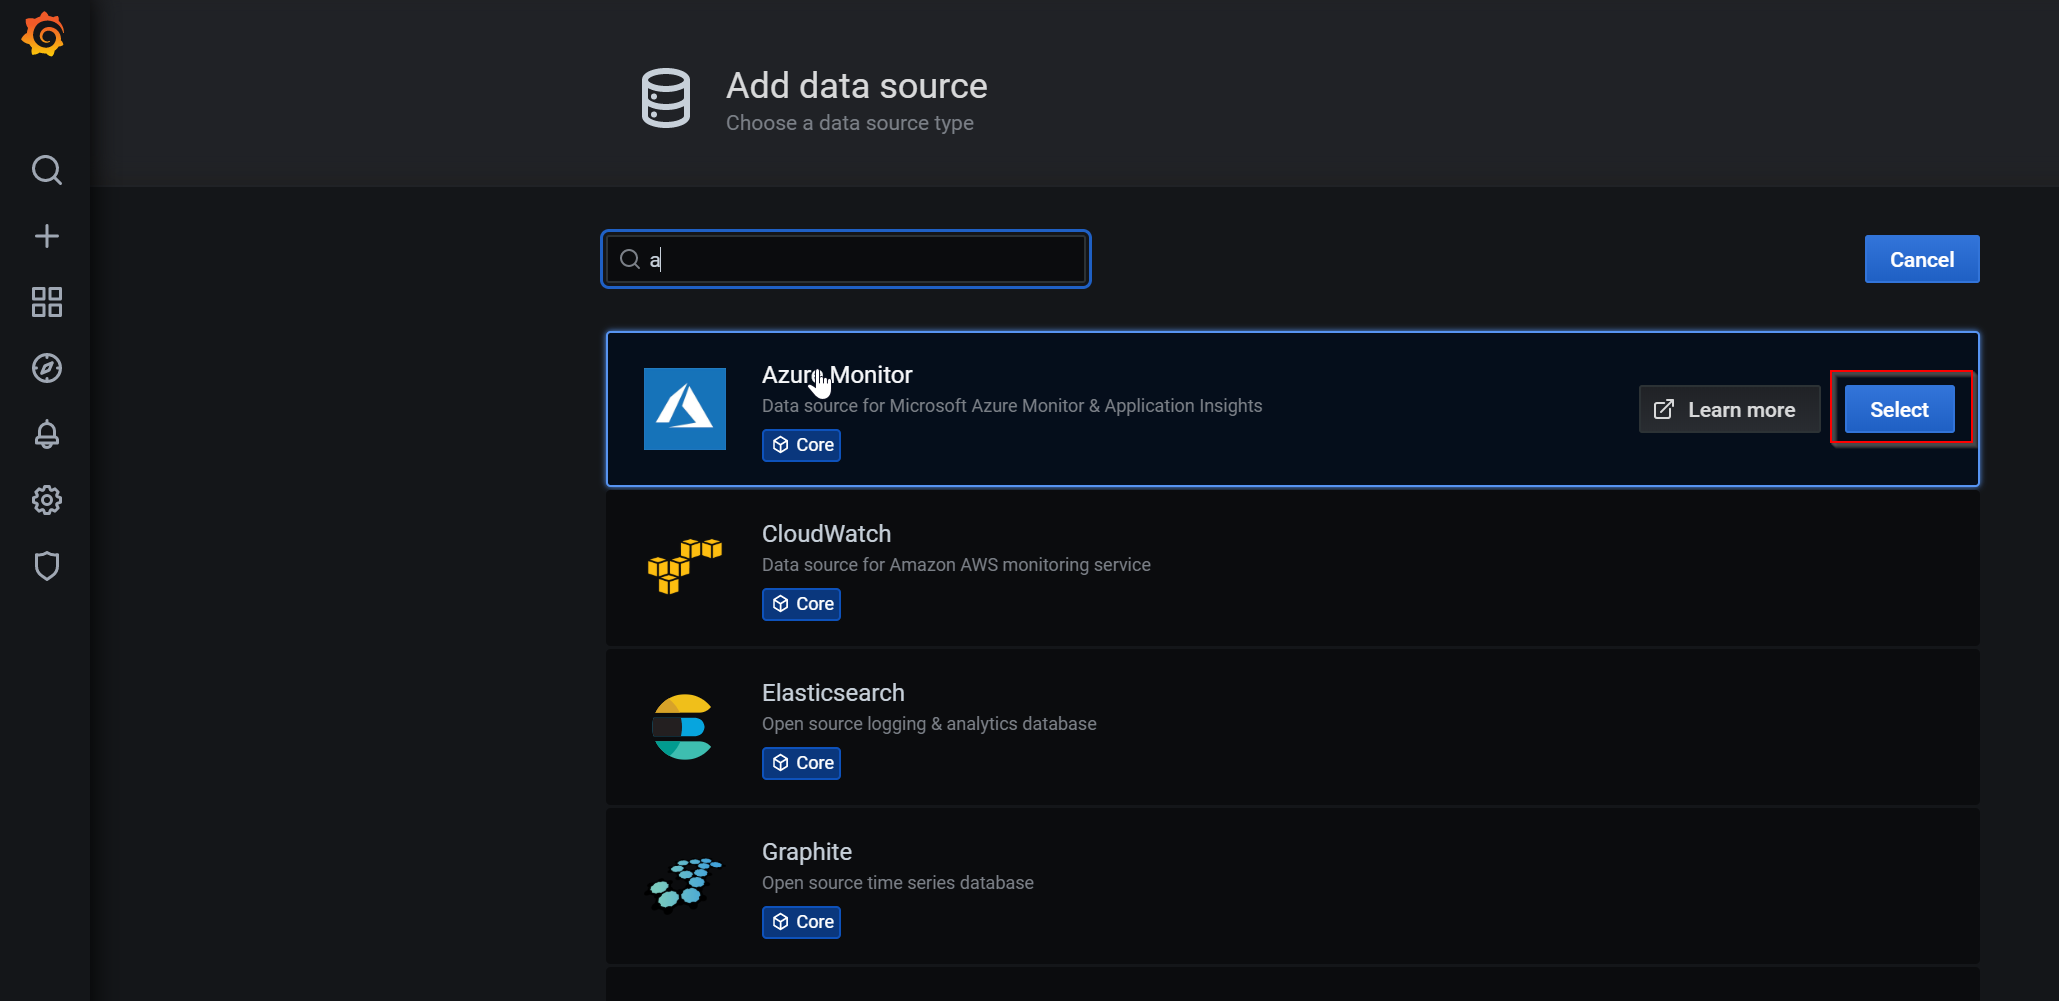 Add data source
Choose a data source type
a
Cancel
Azure Monitor
Data source for Microsoft Azure Monitor & Application Insights
Core
Learn more
Select
CloudWatch
Data source for Amazon AWS monitoring service
Core
Elasticsearch
Open source logging & analytics database
Core
Graphite
Open source time series database
Core